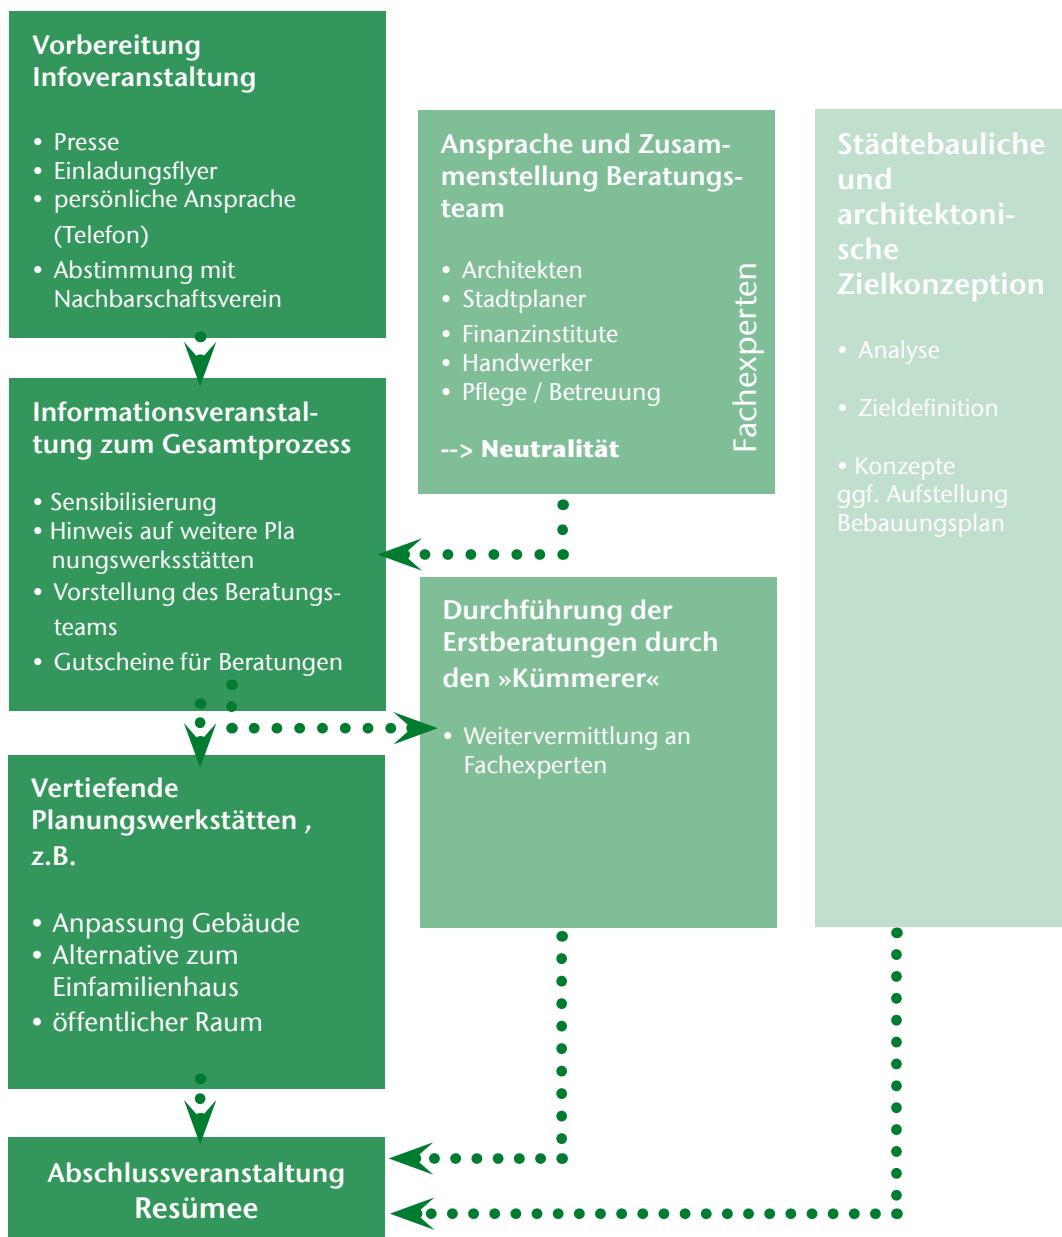 Vorbereitung
Infoveranstaltung
• Presse
• Einladungsflyer
• persönliche Ansprache
(Telefon)
• Abstimmung mit
Nachbarschaftsverein
Informationsveranstal-
tung zum Gesamtprozess
• Sensibilisierung
• Hinweis auf weitere Pla
nungswerksstätten
• Vorstellung des Beratungs-
teams
• Gutscheine für Beratungen
Vertiefende
Planungswerkstätten ,
z.B.
• Anpassung Gebäude
• Alternative zum
Einfamilienhaus
• öffentlicher Raum
Abschlussveranstaltung
Resümee
Ansprache und Zusam-
menstellung Beratungs-
team
• Architekten
• Stadtplaner
• Finanzinstitute
• Handwerker
• Pflege / Betreuung
--> Neutralität
Fachexperten
Durchführung der
Erstberatungen durch
den »Kümmerer«
• Weitervermittlung an
Fachexperten
Städtebauliche
und
architektoni-
sche
Zielkonzeption
• Analyse
• Zieldefinition
• Konzepte
ggf. Aufstellung
Bebauungsplan